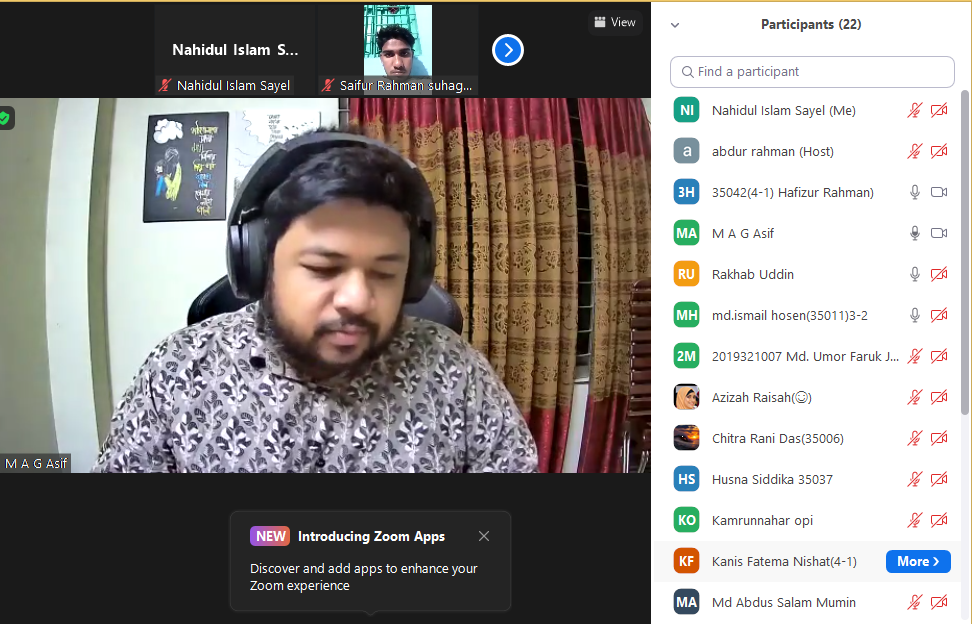 Nahidul Islam S...
Nahidul Islam Sayel
Saifur Rahman suhag...
View
M A G Asif
NEW Introducing Zoom Apps
Discover and add apps to enhance your
Zoom experience
Participants (22)
Find a participant
NI Nahidul Islam Sayel (Me)
a abdur rahman (Host)
3H 35042(4-1) Hafizur Rahman)
MA M A G Asif
RU Rakhab Uddin
MH md.ismail hosen(35011)3-2
2M 2019321007 Md. Umor Faruk J...
Azizah Raisah(☺)
Chitra Rani Das(35006)
HS Husna Siddika 35037
KO Kamrunnahar opi
KF Kanis Fatema Nishat(4-1) More
MA Md Abdus Salam Mumin